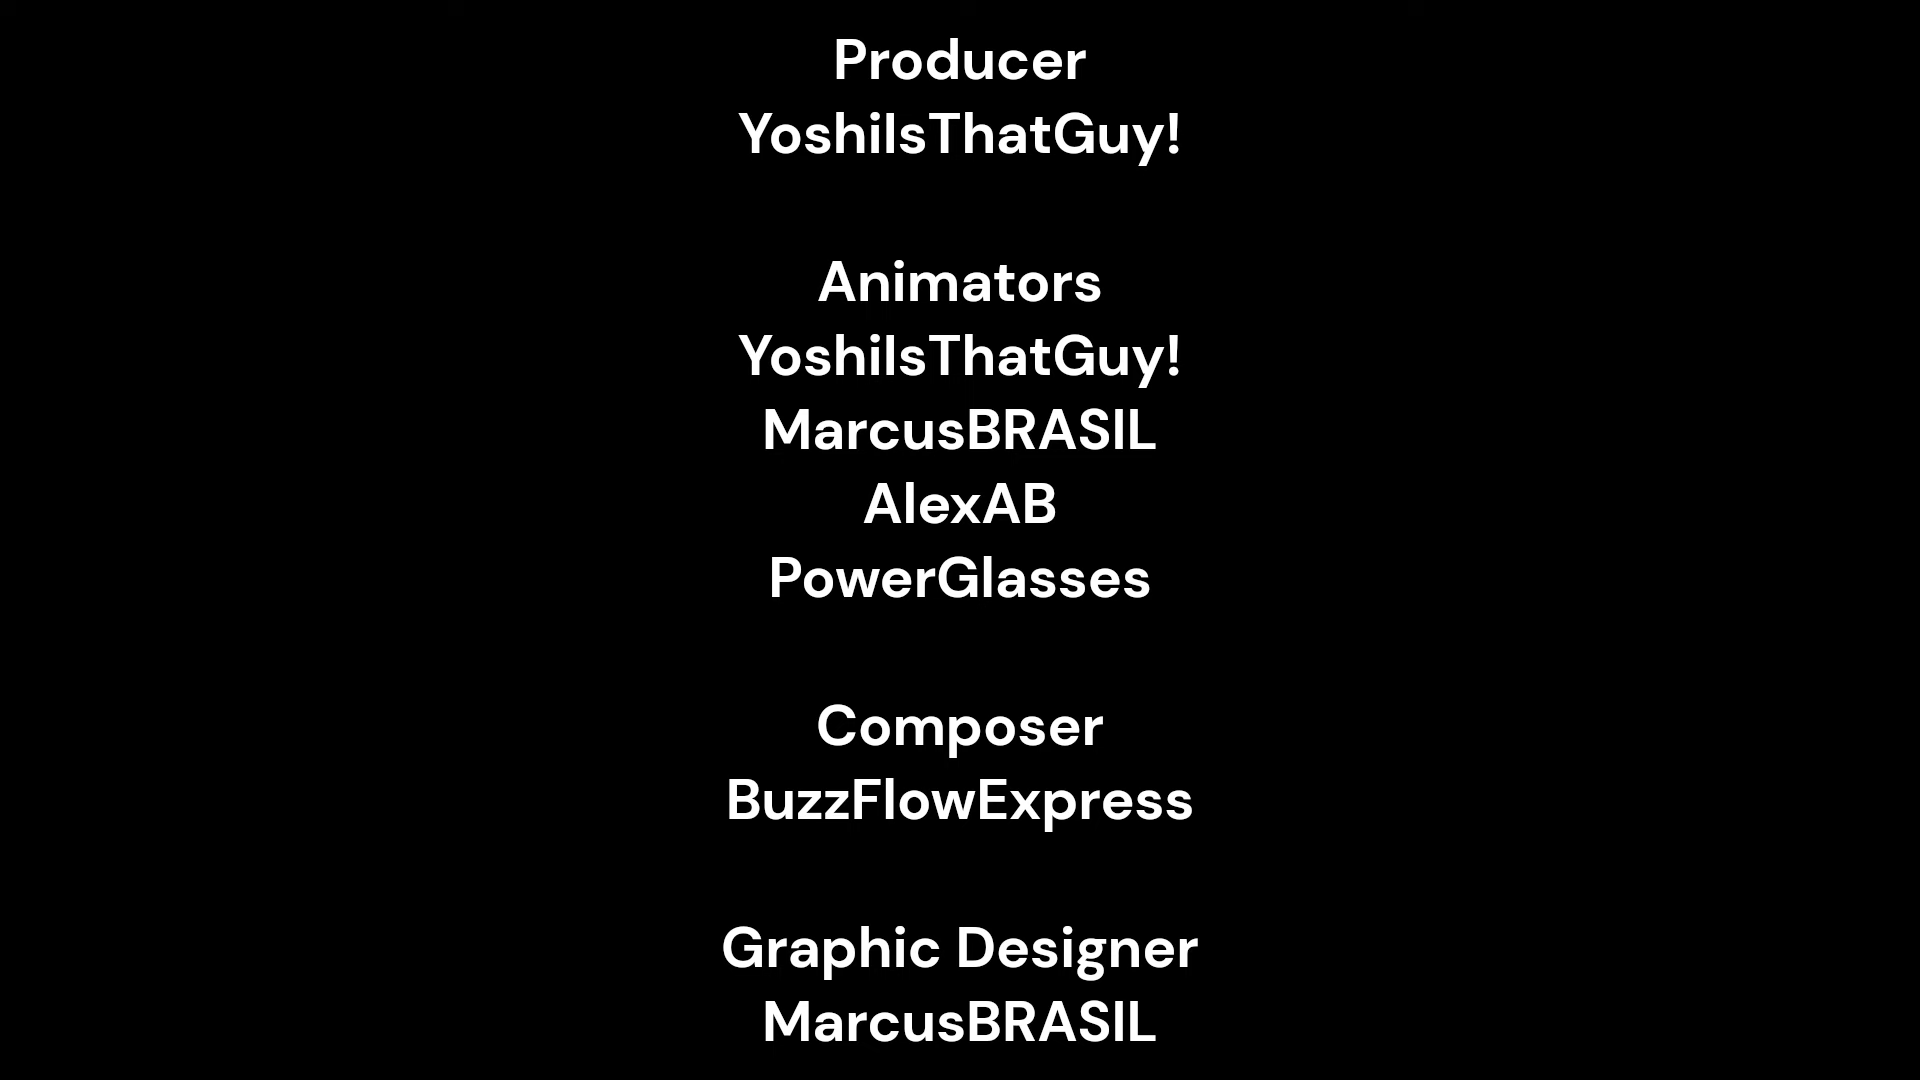 Producer
YoshiIsThatGuy!
Animators
YoshiIsThatGuy!
MarcusBRASIL
AlexAB
PowerGlasses
Composer
BuzzFlowExpress
Graphic Designer
MarcusBRASIL